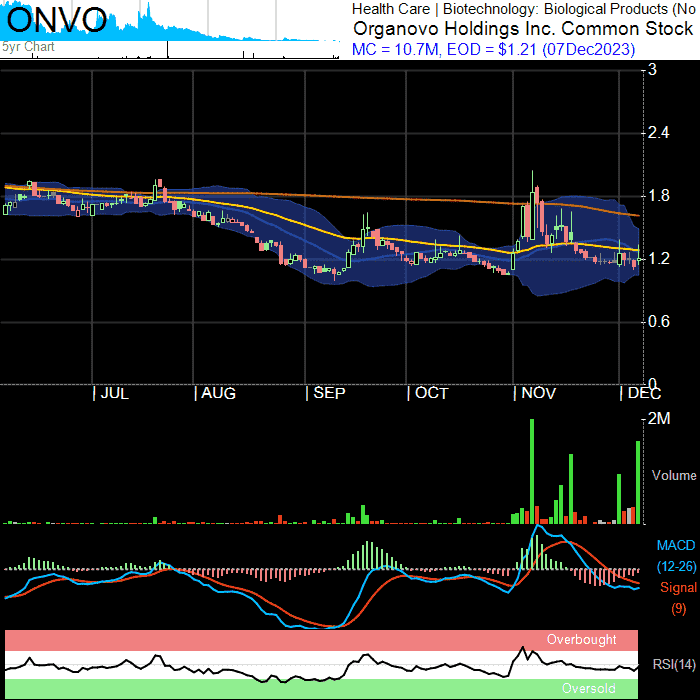 ONVO
5yr Chart
Health Care | Biotechnology: Biological Products (No
Organovo Holdings Inc. Common Stock
MC = 10.7M, EOD = $1.21 (07Dec2023)
3
2.4
1.8
1.2
0.6
0
| JUL | AUG | SEP | OCT | NOV | DEC
2M
Volume
MACD
(12-26)
Signal
(9)
Overbought
RSI(14)
Oversold